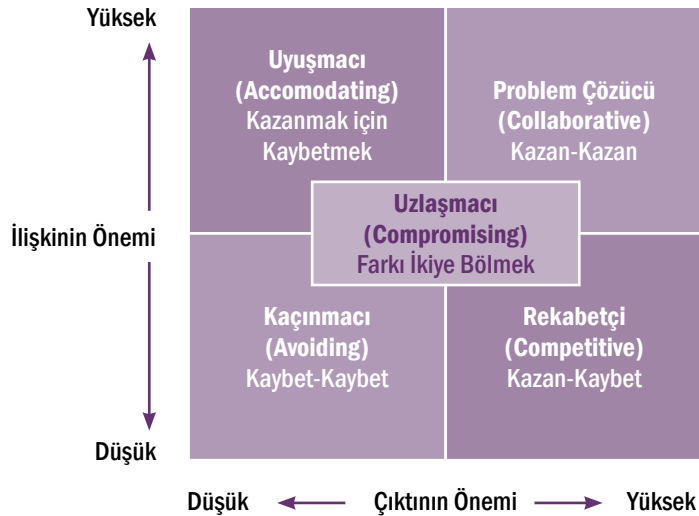 Yüksek
Uyuşmacı
(Accomodating)
Kazanmak için
Kaybetmek
Problem Çözücü
(Collaborative)
Kazan-Kazan
İlişkinin Önemi
Uzlaşmacı
(Compromising)
Farkı İkiye Bölmek
Kaçınmacı
(Avoiding)
Kaybet-Kaybet
Rekabetçi
(Competitive)
Kazan-Kaybet
Düşük
Düşük Çıktının Önemi Yüksek